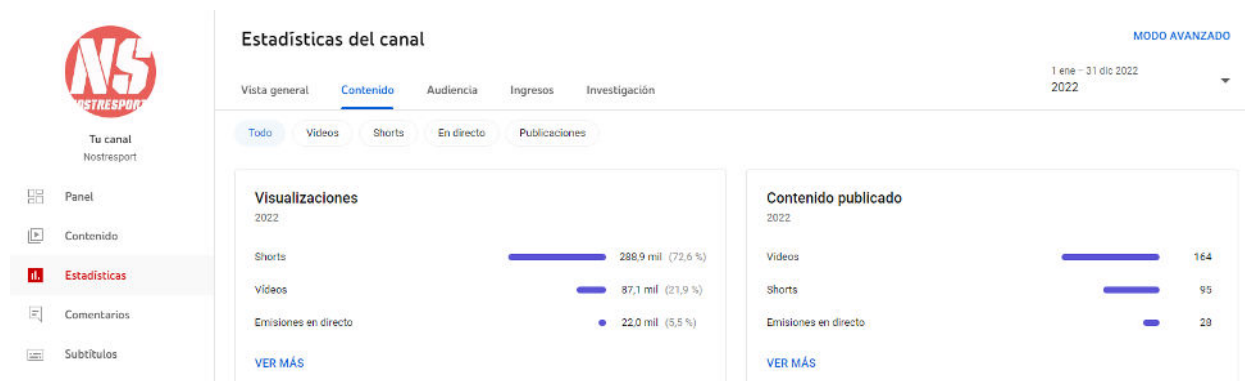 NS
NOSTRESPORT
Tu canal
Nostresport
Panel
Contenido
Estadísticas
Comentarios
Subtítulos
Estadísticas del canal
MODO AVANZADO
Vista general Contenido Audiencia Ingresos Investigación
1 ene – 31 dic 2022
2022
Todo Vídeos Shorts En directo Publicaciones
Visualizaciones
2022
Shorts 288,9 mil (72,6 %)
Vídeos 87,1 mil (21,9 %)
Emisiones en directo 22,0 mil (5,5 %)
VER MÁS
Contenido publicado
2022
Vídeos 164
Shorts 95
Emisiones en directo 28
VER MÁS